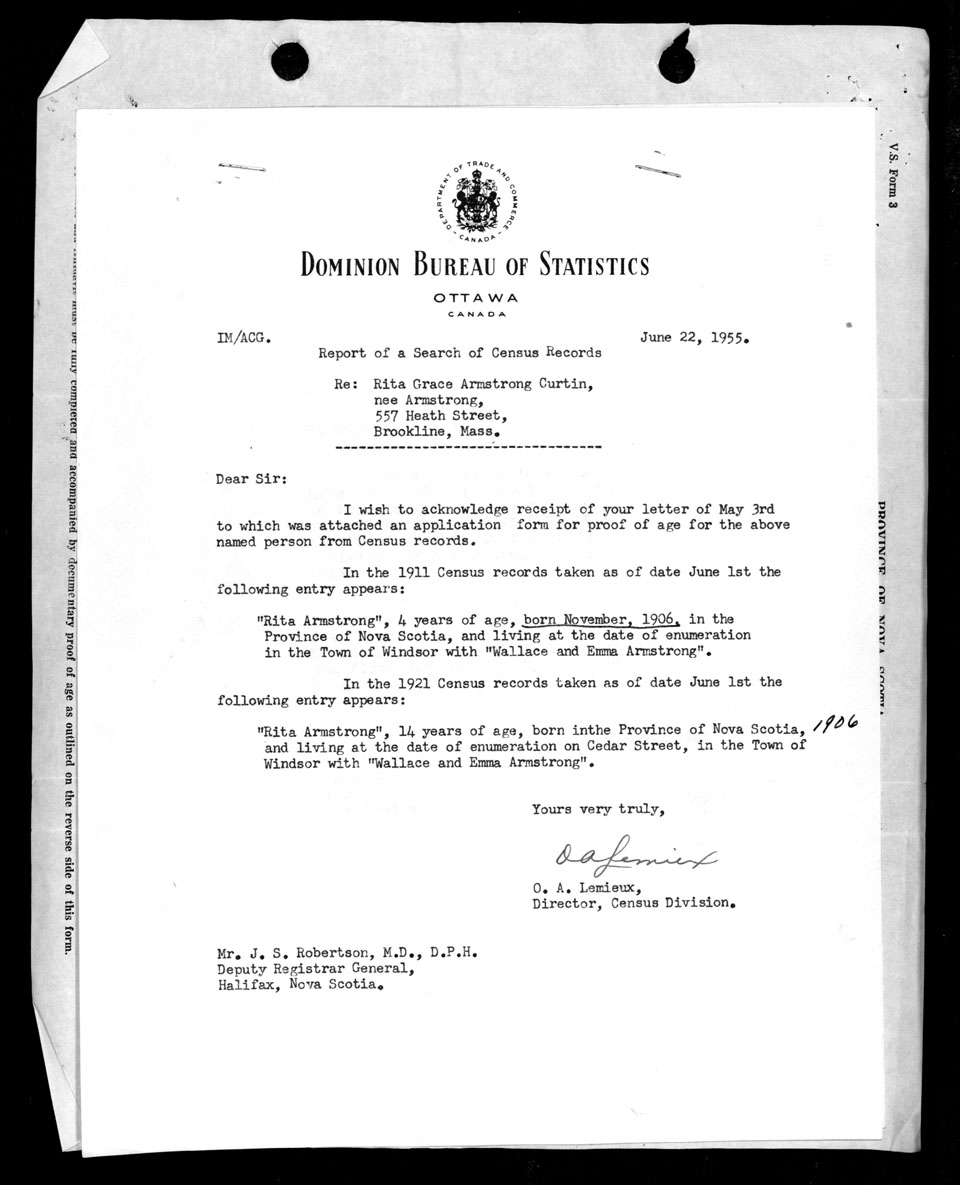 DEPARTMENT OF TRADE AND COMMERCE
- CANADA -
DOMINION BUREAU OF STATISTICS
OTTAWA
CANADA
IM/ACG. June 22, 1955.
Report of a Search of Census Records
Re: Rita Grace Armstrong Curtin,
nee Armstrong,
557 Heath Street,
Brookline, Mass.
----------------------------------
Dear Sir:
I wish to acknowledge receipt of your letter of May 3rd
to which was attached an application form for proof of age for the above
named person from Census records.
In the 1911 Census records taken as of date June 1st the
following entry appears:
"Rita Armstrong", 4 years of age, born November, 1906, in the
Province of Nova Scotia, and living at the date of enumeration
in the Town of Windsor with "Wallace and Emma Armstrong".
In the 1921 Census records taken as of date June 1st the
following entry appears:
"Rita Armstrong", 14 years of age, born inthe Province of Nova Scotia, 1906
and living at the date of enumeration on Cedar Street, in the Town of
Windsor with "Wallace and Emma Armstrong".
Yours very truly,
O A Lemieux
O. A. Lemieux,
Director, Census Division.
Mr. J. S. Robertson, M.D., D.P.H.
Deputy Registrar General,
Halifax, Nova Scotia.
must be fully completed and accompanied by documentary proof of age as outlined on the reverse side of this form.
V.S. Form 3
PROVINCE OF NOVA SCOTIA